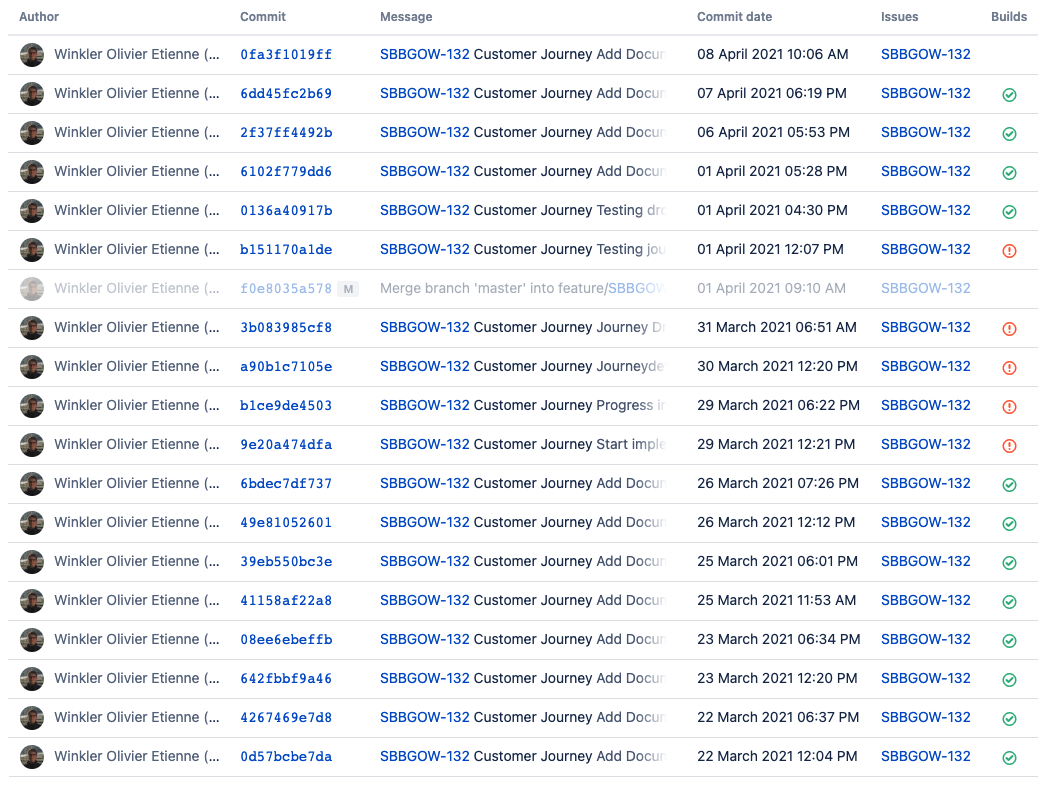 Author Commit Message Commit date Issues Builds
Winkler Olivier Etienne (... 0fa3f1019ff SBBGOW-132 Customer Journey Add Docum 08 April 2021 10:06 AM SBBGOW-132
Winkler Olivier Etienne (... 6dd45fc2b69 SBBGOW-132 Customer Journey Add Docum 07 April 2021 06:19 PM SBBGOW-132
Winkler Olivier Etienne (... 2f37ff4492b SBBGOW-132 Customer Journey Add Docum 06 April 2021 05:53 PM SBBGOW-132
Winkler Olivier Etienne (... 6102f779dd6 SBBGOW-132 Customer Journey Add Docum 01 April 2021 05:28 PM SBBGOW-132
Winkler Olivier Etienne (... 0136a40917b SBBGOW-132 Customer Journey Testing dro 01 April 2021 04:30 PM SBBGOW-132
Winkler Olivier Etienne (... b151170a1de SBBGOW-132 Customer Journey Testing jou 01 April 2021 12:07 PM SBBGOW-132
Winkler Olivier Etienne (... f0e8035a578 M Merge branch 'master' into feature/SBBGOW 01 April 2021 09:10 AM SBBGOW-132
Winkler Olivier Etienne (... 3b083985cf8 SBBGOW-132 Customer Journey Journey Dr 31 March 2021 06:51 AM SBBGOW-132
Winkler Olivier Etienne (... a90b1c7105e SBBGOW-132 Customer Journey Journeyde 30 March 2021 12:20 PM SBBGOW-132
Winkler Olivier Etienne (... b1ce9de4503 SBBGOW-132 Customer Journey Progress in 29 March 2021 06:22 PM SBBGOW-132
Winkler Olivier Etienne (... 9e20a474dfa SBBGOW-132 Customer Journey Start imple 29 March 2021 12:21 PM SBBGOW-132
Winkler Olivier Etienne (... 6bdec7df737 SBBGOW-132 Customer Journey Add Docum 26 March 2021 07:26 PM SBBGOW-132
Winkler Olivier Etienne (... 49e81052601 SBBGOW-132 Customer Journey Add Docum 26 March 2021 12:12 PM SBBGOW-132
Winkler Olivier Etienne (... 39eb550bc3e SBBGOW-132 Customer Journey Add Docum 25 March 2021 06:01 PM SBBGOW-132
Winkler Olivier Etienne (... 41158af22a8 SBBGOW-132 Customer Journey Add Docum 25 March 2021 11:53 AM SBBGOW-132
Winkler Olivier Etienne (... 08ee6ebeffb SBBGOW-132 Customer Journey Add Docum 23 March 2021 06:34 PM SBBGOW-132
Winkler Olivier Etienne (... 642fbbf9a46 SBBGOW-132 Customer Journey Add Docum 23 March 2021 12:20 PM SBBGOW-132
Winkler Olivier Etienne (... 4267469e7d8 SBBGOW-132 Customer Journey Add Docum 22 March 2021 06:37 PM SBBGOW-132
Winkler Olivier Etienne (... 0d57bcbe7da SBBGOW-132 Customer Journey Add Docum 22 March 2021 12:04 PM SBBGOW-132